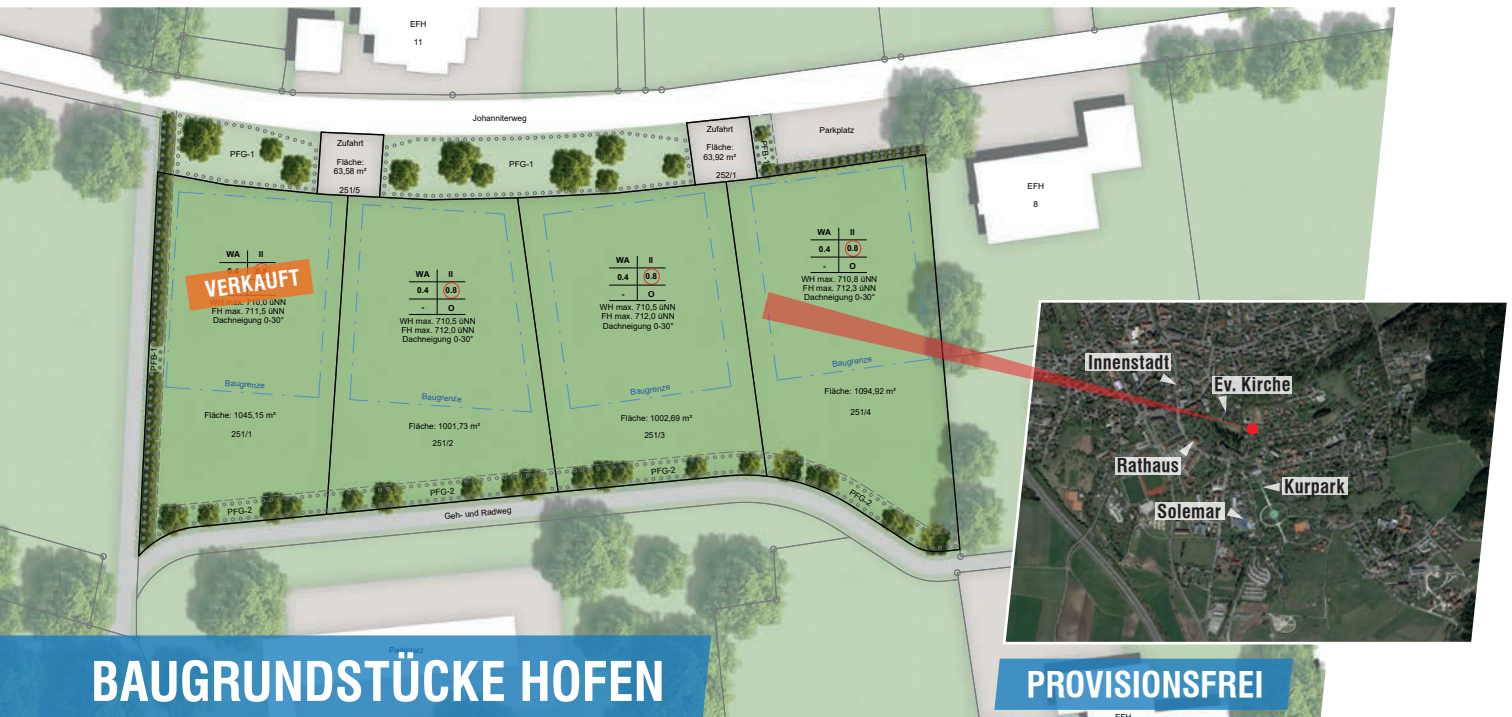 EFH
11
Johanniterweg
Zufahrt
Fläche:
63,58 m²
251/5
Zufahrt
Fläche:
63,92 m²
252/1
Parkplatz
PFG-1
PFG-1
PFB-1
EFH
8
WA II
VERKAUFT
WH max. 710,0 üNN
FH max. 711,5 üNN
Dachneigung 0-30°
Baugrenze
Fläche: 1045,15 m²
251/1
PFB-1
WA II
0.4 0.8
- O
WH max. 710,5 üNN
FH max. 712,0 üNN
Dachneigung 0-30°
Baugrenze
Fläche: 1001,73 m²
251/2
WA II
0.4 0.8
- O
WH max. 710,5 üNN
FH max. 712,0 üNN
Dachneigung 0-30°
Baugrenze
Fläche: 1002,69 m²
251/3
WA II
0.4 0.8
- O
WH max. 710,8 üNN
FH max. 712,3 üNN
Dachneigung 0-30°
Baugrenze
Fläche: 1094,92 m²
251/4
PFG-2
PFG-2
PFG-2
PFG-2
Geh- und Radweg
Innenstadt
Ev. Kirche
Rathaus
Kurpark
Solemar
Parkplatz
BAUGRUNDSTÜCKE HOFEN
PROVISIONSFREI
EFH